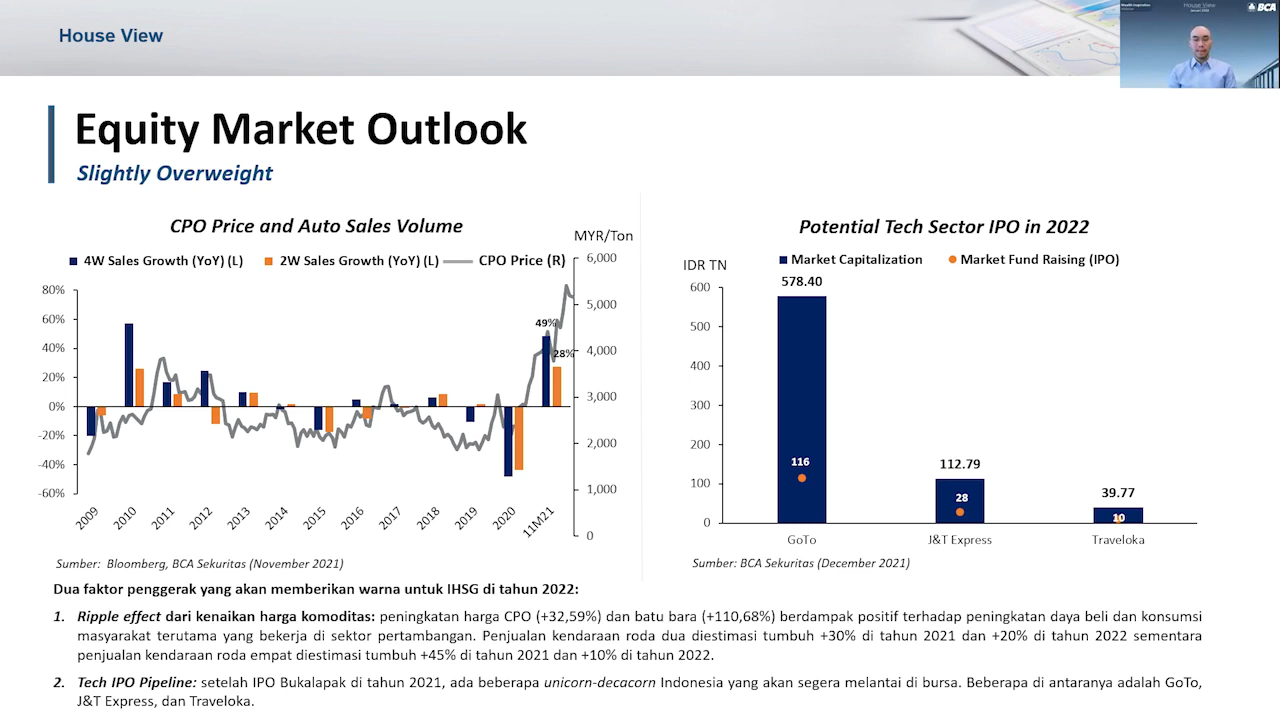 House View
House View
BCA
Equity Market Outlook
Slightly Overweight
CPO Price and Auto Sales Volume
MYR/Ton
4W Sales Growth (YoY) (L)
2W Sales Growth (YoY) (L)
CPO Price (R)
80%
60%
40%
20%
0%
-20%
-40%
-60%
6,000
5,000
4,000
3,000
2,000
1,000
0
49%
28%
2009
2010
2011
2012
2013
2014
2015
2016
2017
2018
2019
2020
11M21
Sumber: Bloomberg, BCA Sekuritas (November 2021)
Potential Tech Sector IPO in 2022
IDR TN
Market Capitalization
Market Fund Raising (IPO)
600
500
400
300
200
100
0
578.40
116
112.79
28
39.77
10
GoTo
J&T Express
Traveloka
Sumber: BCA Sekuritas (December 2021)
Dua faktor penggerak yang akan memberikan warna untuk IHSG di tahun 2022:
1. Ripple effect dari kenaikan harga komoditas: peningkatan harga CPO (+32,59%) dan batu bara (+110,68%) berdampak positif terhadap peningkatan daya beli dan konsumsi
masyarakat terutama yang bekerja di sektor pertambangan. Penjualan kendaraan roda dua diestimasi tumbuh +30% di tahun 2021 dan +20% di tahun 2022 sementara
penjualan kendaraan roda empat diestimasi tumbuh +45% di tahun 2021 dan +10% di tahun 2022.
2. Tech IPO Pipeline: setelah IPO Bukalapak di tahun 2021, ada beberapa unicorn-decacorn Indonesia yang akan segera melantai di bursa. Beberapa di antaranya adalah GoTo,
J&T Express, dan Traveloka.